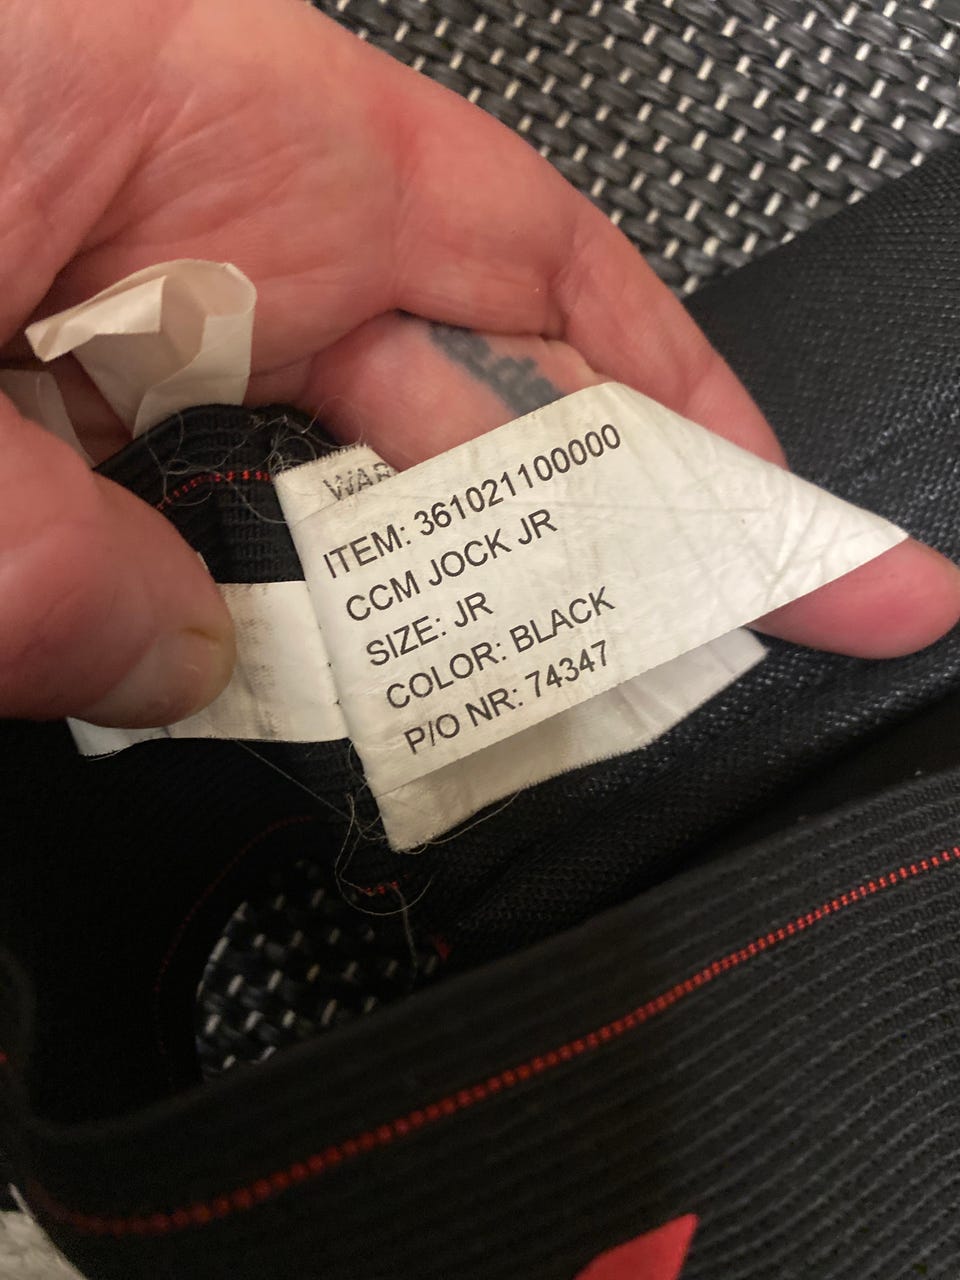 ITEM: 361021100000
CCM JOCK JR
SIZE: JR
COLOR: BLACK
P/O NR: 74347